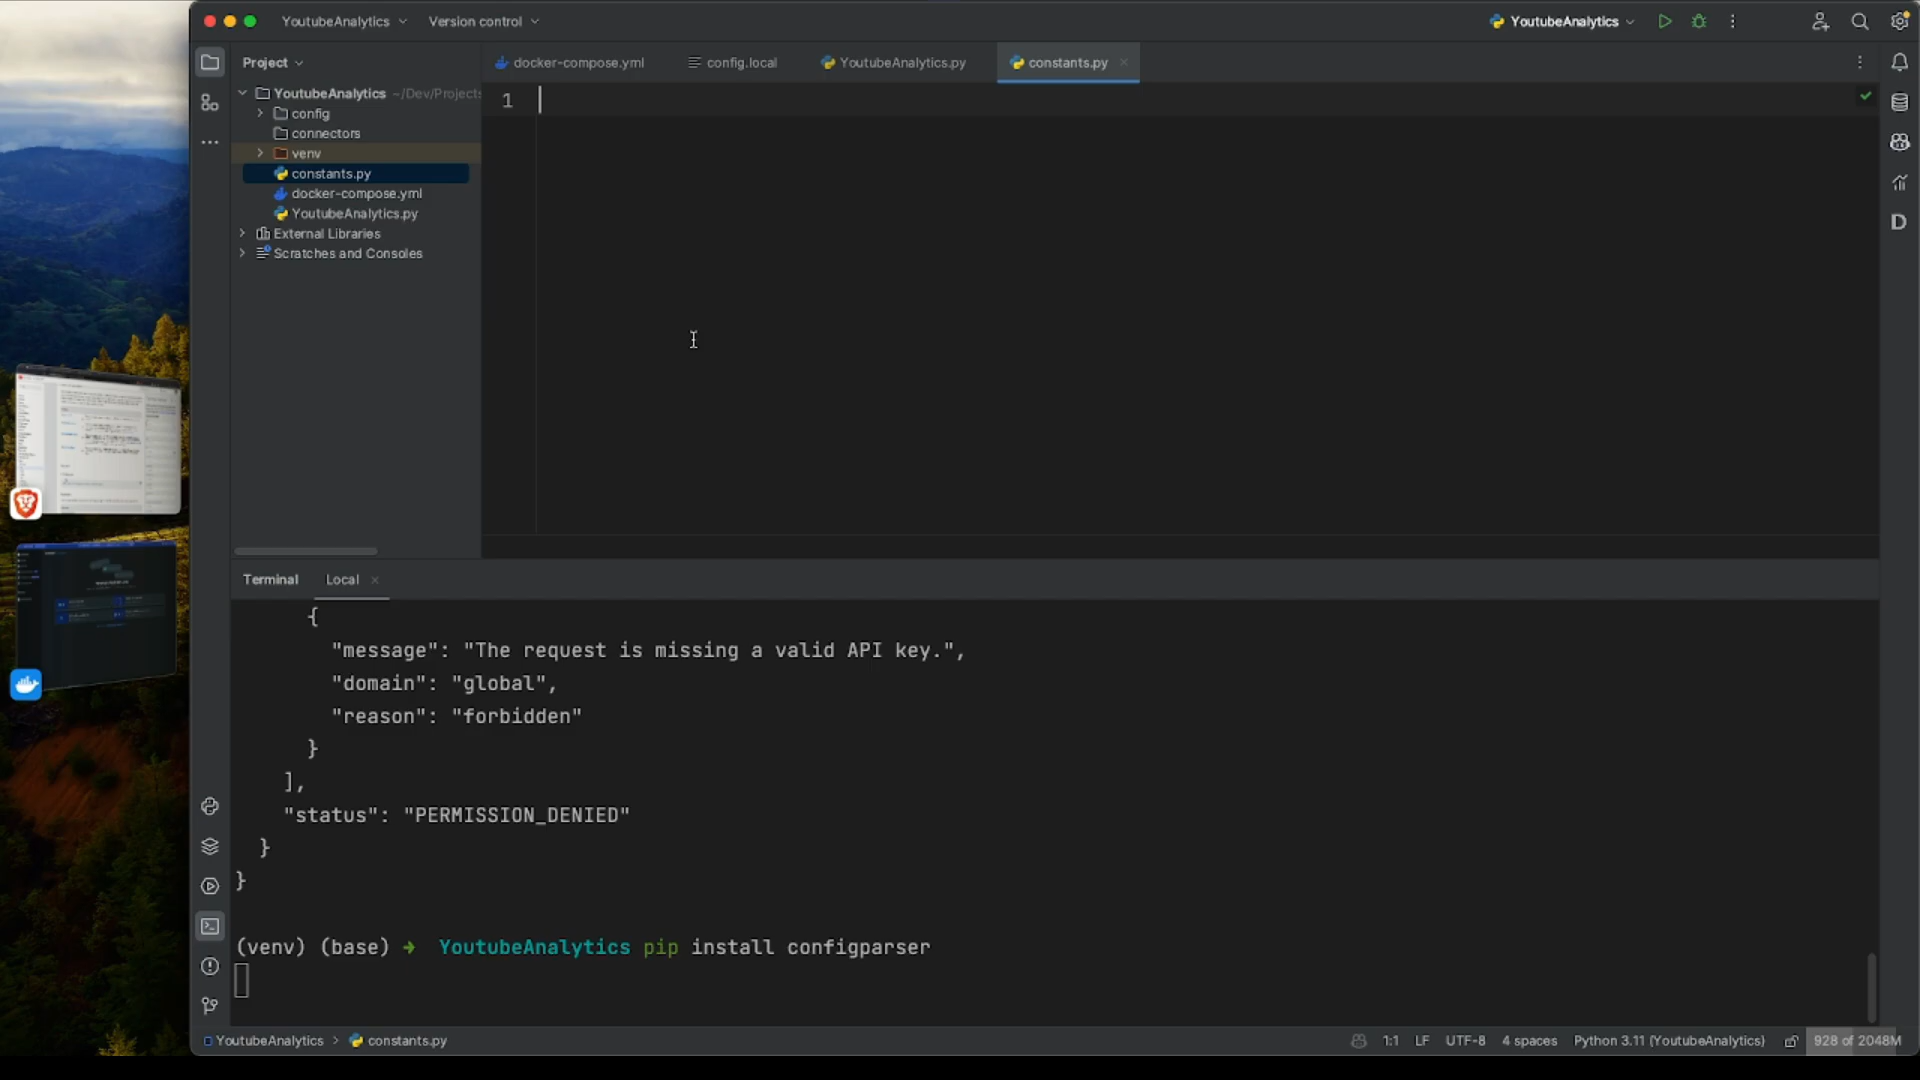 YoutubeAnalytics
Version control
YoutubeAnalytics
Project
docker-compose.yml
config.local
YoutubeAnalytics.py
constants.py
YoutubeAnalytics ~/Dev/Projects
config
connectors
venv
constants.py
docker-compose.yml
YoutubeAnalytics.py
External Libraries
Scratches and Consoles
1
D
Terminal
Local
{
"message": "The request is missing a valid API key.",
"domain": "global",
"reason": "forbidden"
}
],
"status": "PERMISSION_DENIED"
}
}
(venv) (base) → YoutubeAnalytics pip install configparser
YoutubeAnalytics > constants.py
1:1 LF UTF-8 4 spaces Python 3.11 (YoutubeAnalytics) 928 of 2048M